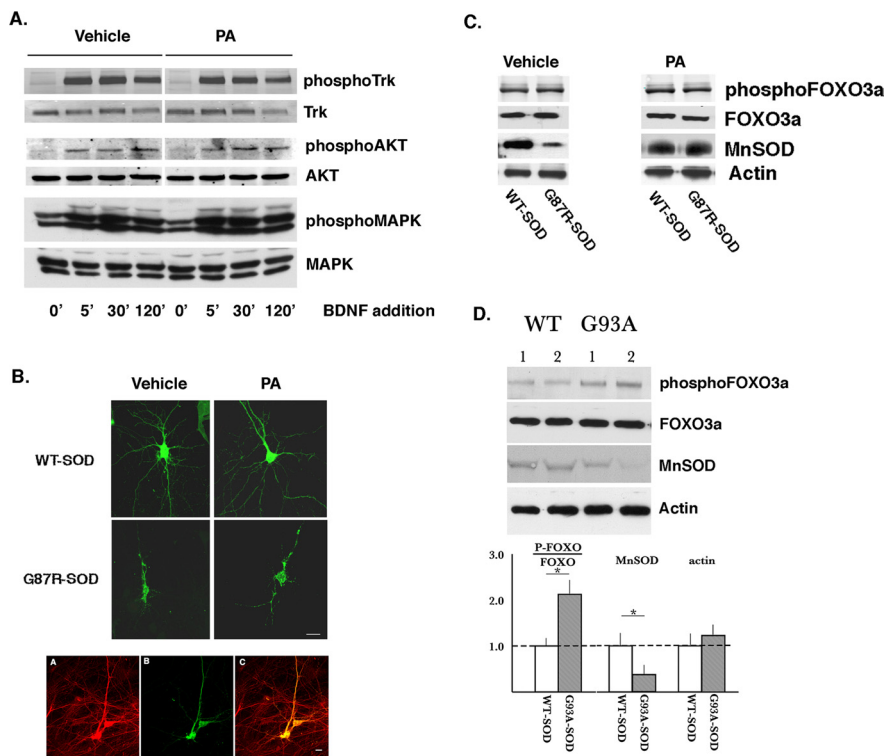 A.
Vehicle PA
phosphoTrk
Trk
phosphoAKT
AKT
phosphoMAPK
MAPK
0' 5' 30' 120' 0' 5' 30' 120' BDNF addition
B.
Vehicle PA
WT-SOD
G87R-SOD
A B C
C.
Vehicle PA
phosphoFOXO3a
FOXO3a
MnSOD
Actin
WT-SOD G87R-SOD WT-SOD G87R-SOD
D.
WT G93A
1 2 1 2
phosphoFOXO3a
FOXO3a
MnSOD
Actin
3.0
2.0
1.0
P-FOXO
FOXO
MnSOD actin
* *
WT-SOD G93A-SOD WT-SOD G93A-SOD WT-SOD G93A-SOD